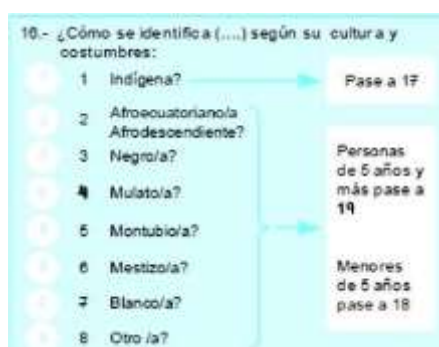 16.- ¿Cómo se identifica (....) según su cultura y
costumbres:
1 Indígena?
Pase a 17
2 Afroecuatoriano/a
Afrodescendiente?
3 Negro/a?
4 Mulato/a?
5 Montubio/a?
6 Mestizo/a?
7 Blanco/a?
8 Otro /a?
Personas
de 5 años y
más pase a
19
Menores
de 5 años
pase a 18